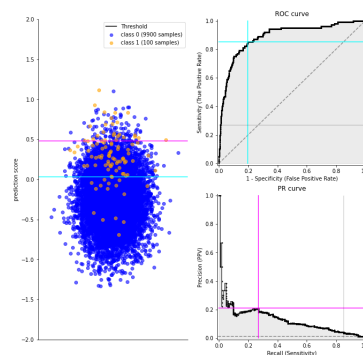 2.0
1.5
1.0
0.5
0.0
−0.5
−1.0
−1.5
−2.0
prediction score
Threshold
class 0 (9900 samples)
class 1 (100 samples)
ROC curve
1.0
0.8
0.6
0.4
0.2
0.0
Sensitivity (True Positive Rate)
0.0 0.2 0.4 0.6 0.8 1.0
1 - Specificity (False Positive Rate)
PR curve
1.0
0.8
0.6
0.4
0.2
0.0
Precision (PPV)
0.0 0.2 0.4 0.6 0.8 1.0
Recall (Sensitivity)